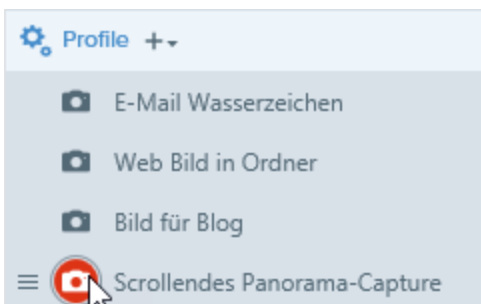 Profile
E-Mail Wasserzeichen
Web Bild in Ordner
Bild für Blog
Scrollendes Panorama-Capture